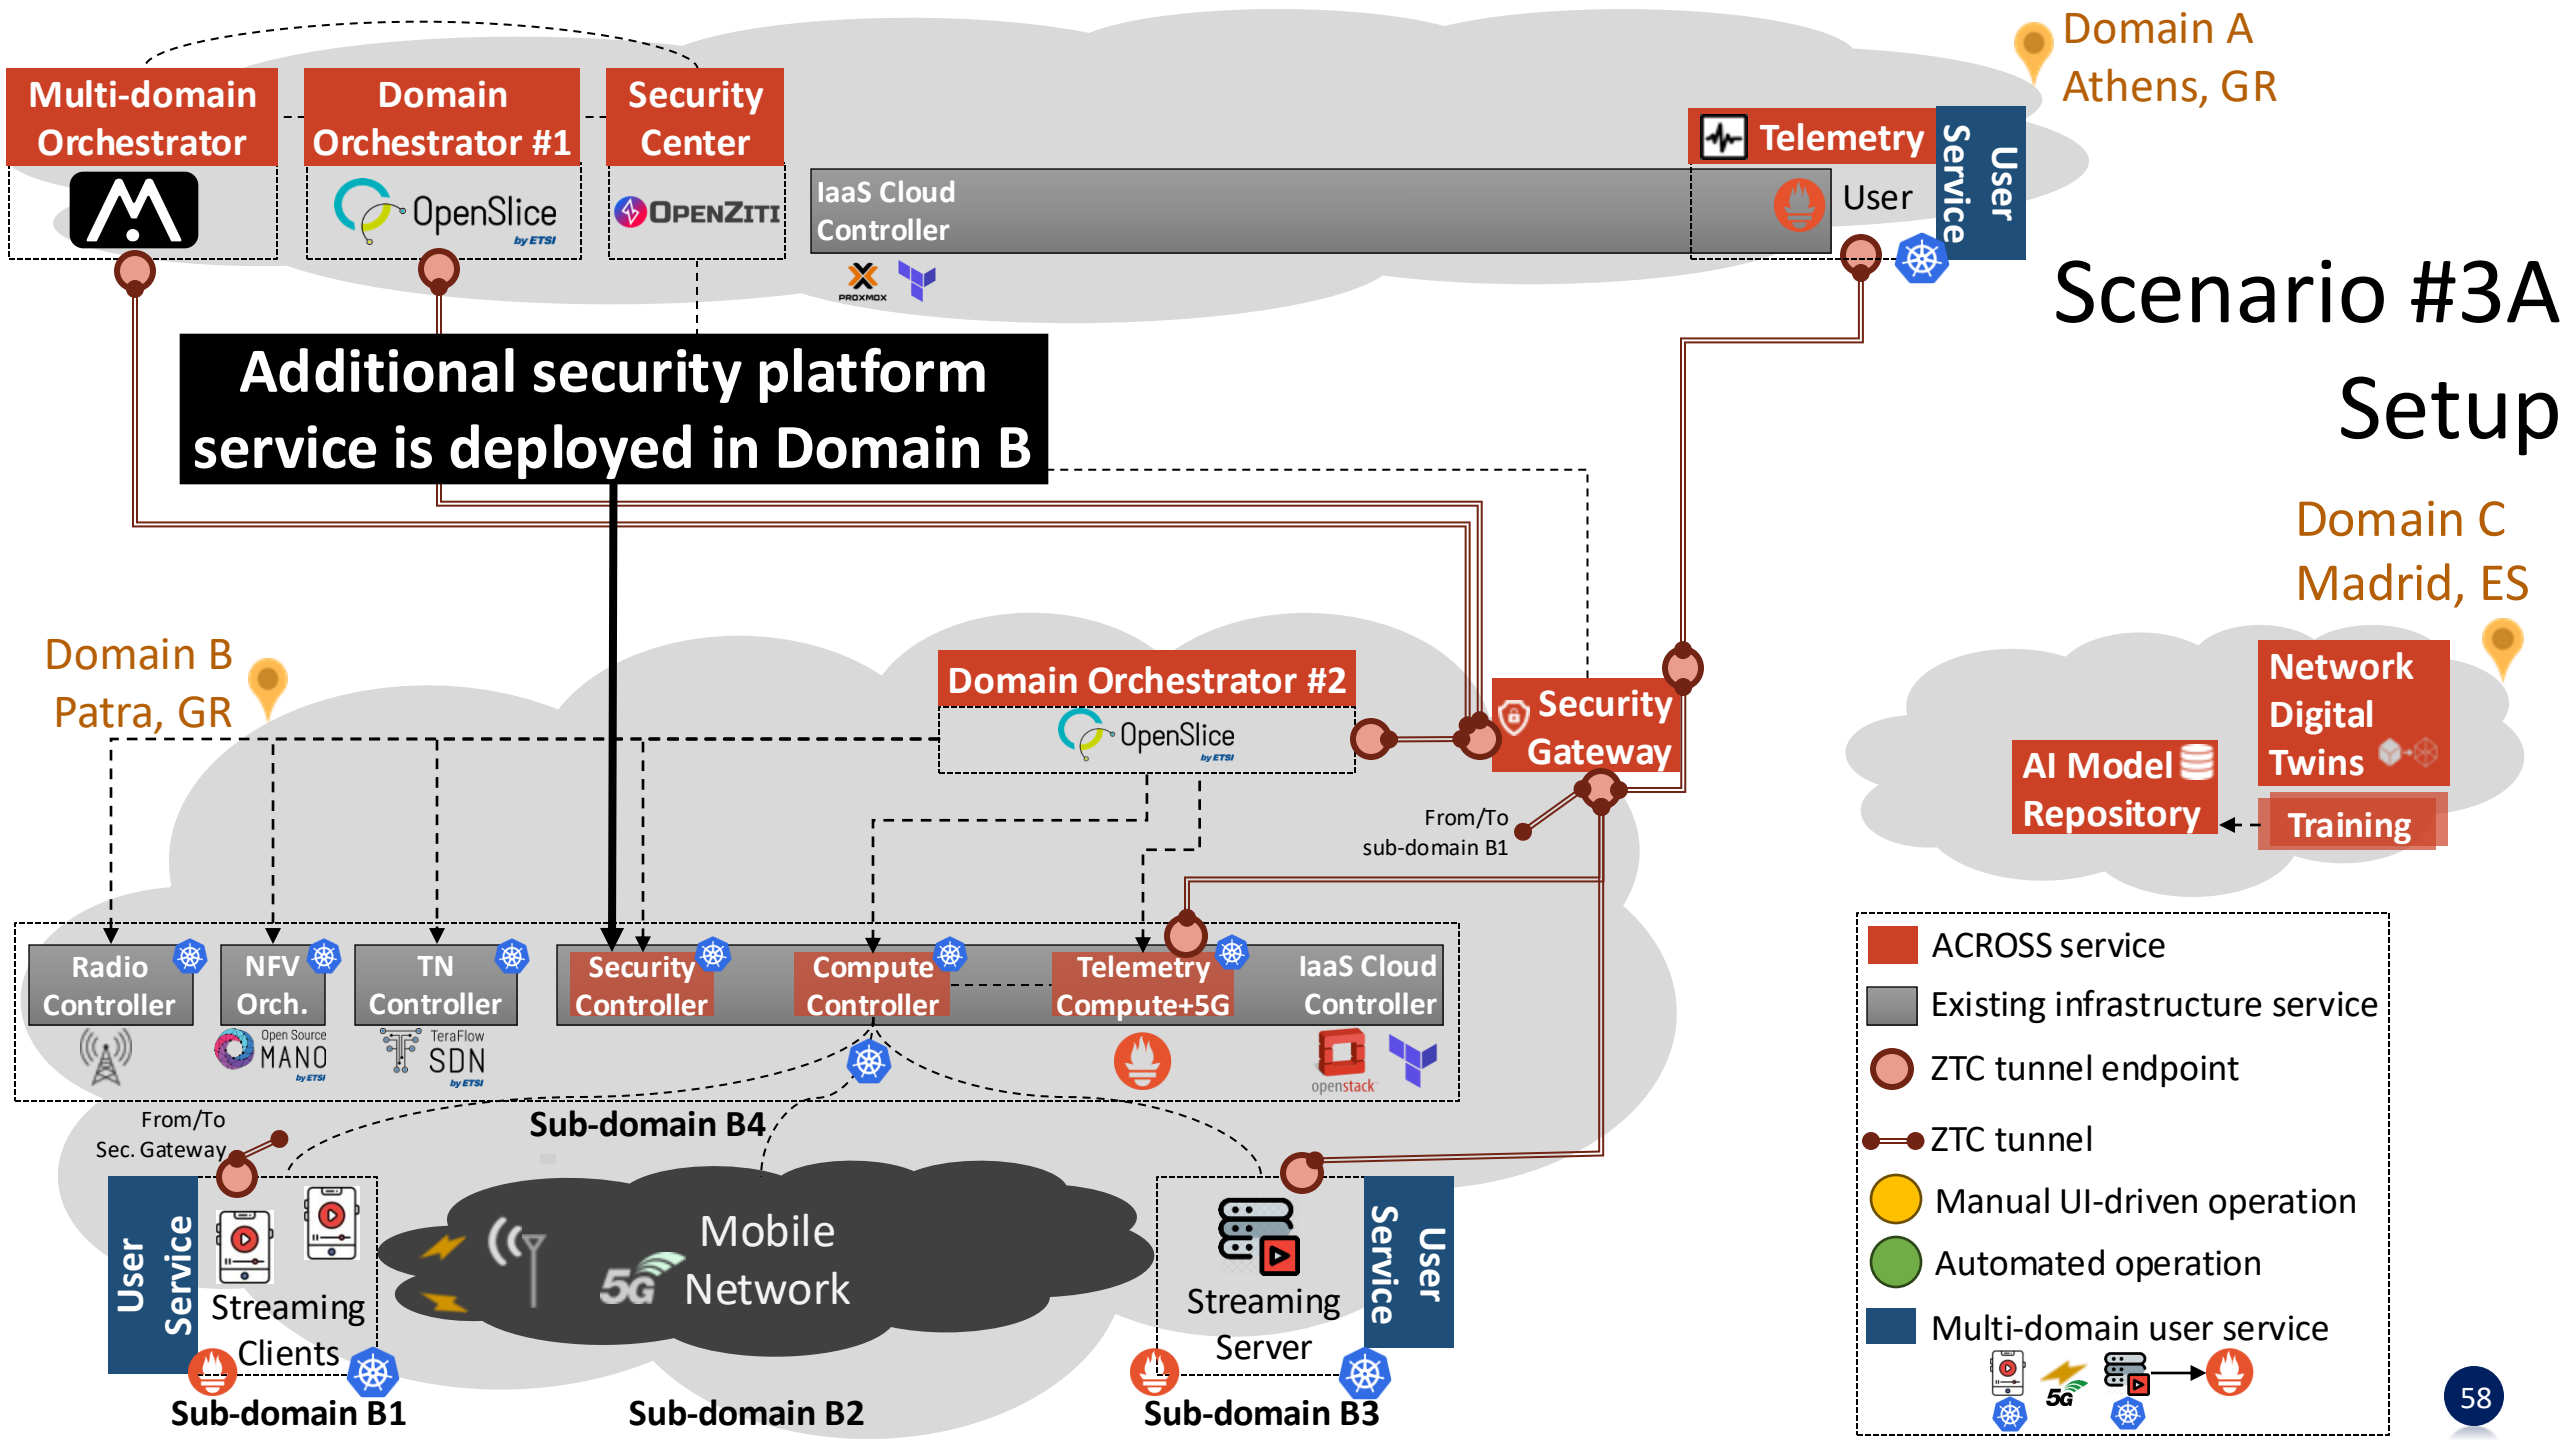 Domain A
Athens, GR
Multi-domain
Orchestrator
Domain
Orchestrator #1
OpenSlice
by ETSI
Security
Center
OPENZITI
IaaS Cloud
Controller
PROXMOX
Telemetry
User
User
Service
Scenario #3A
Setup
Additional security platform
service is deployed in Domain B
Domain C
Madrid, ES
Network
Digital
Twins
Training
AI Model
Repository
Domain B
Patra, GR
Domain Orchestrator #2
OpenSlice
by ETSI
Security
Gateway
From/To
sub-domain B1
Radio
Controller
NFV
Orch.
Open Source
MANO
by ETSI
TN
Controller
TeraFlow
SDN
by ETSI
Security
Controller
Compute
Controller
Telemetry
Compute+5G
IaaS Cloud
Controller
openstack
Sub-domain B4
From/To
Sec. Gateway
User
Service
Streaming
Clients
Sub-domain B1
5G
Mobile
Network
Sub-domain B2
Streaming
Server
User
Service
Sub-domain B3
ACROSS service
Existing infrastructure service
ZTC tunnel endpoint
ZTC tunnel
Manual UI-driven operation
Automated operation
Multi-domain user service
5G
58